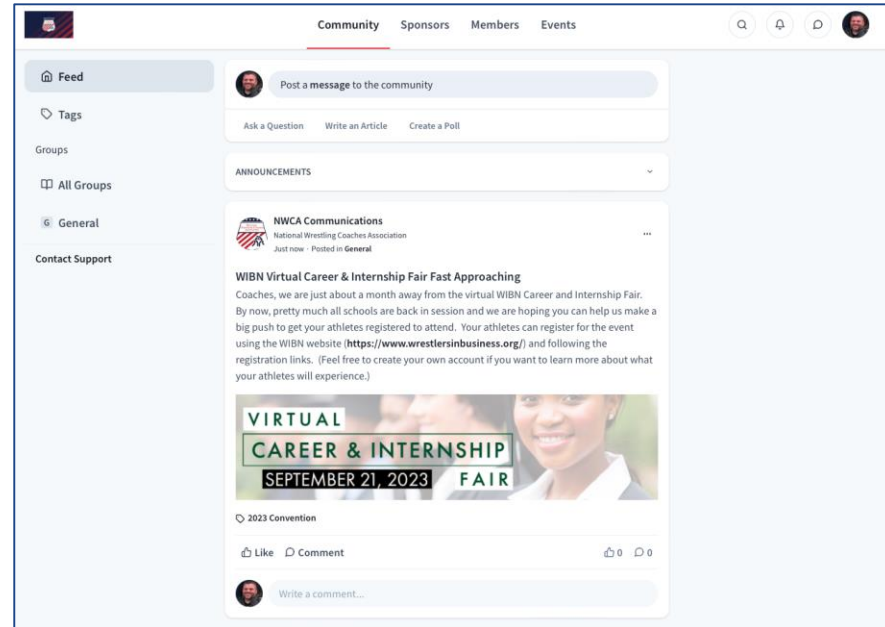 Community Sponsors Members Events
Feed
Tags
Groups
All Groups
G General
Contact Support
Post a message to the community
Ask a Question Write an Article Create a Poll
ANNOUNCEMENTS
NWCA Communications
National Wrestling Coaches Association
Just now · Posted in General
WIBN Virtual Career & Internship Fair Fast Approaching
Coaches, we are just about a month away from the virtual WIBN Career and Internship Fair.
By now, pretty much all schools are back in session and we are hoping you can help us make a
big push to get your athletes registered to attend.  Your athletes can register for the event
using the WIBN website (https://www.wrestlersinbusiness.org/) and following the
registration links.  (Feel free to create your own account if you want to learn more about what
your athletes will experience.)
VIRTUAL
CAREER & INTERNSHIP
SEPTEMBER 21, 2023 FAIR
2023 Convention
Like Comment 0 0
Write a comment...